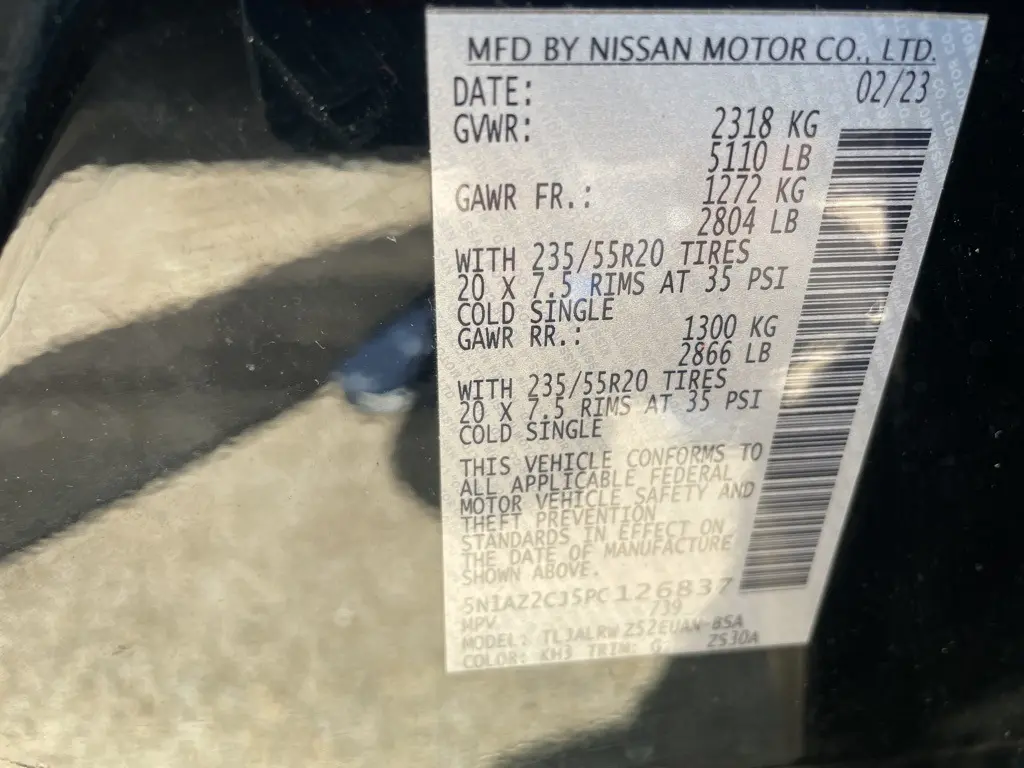 MFD BY NISSAN MOTOR CO., LTD.
DATE: 02/23
GVWR: 2318 KG
5110 LB
GAWR FR.: 1272 KG
2804 LB
WITH 235/55R20 TIRES
20 X 7.5 RIMS AT 35 PSI
COLD SINGLE
GAWR RR.: 1300 KG
2866 LB
WITH 235/55R20 TIRES
20 X 7.5 RIMS AT 35 PSI
COLD SINGLE
THIS VEHICLE CONFORMS TO
ALL APPLICABLE FEDERAL
MOTOR VEHICLE SAFETY AND
THEFT PREVENTION
STANDARDS IN EFFECT ON
THE DATE OF MANUFACTURE
SHOWN ABOVE.
5N1AZ2CJ5PC126837
/39
MPV
MODEL: TLJALRWZ52EUAN-BSA
COLOR: KH3 TRIM: G ZS30A